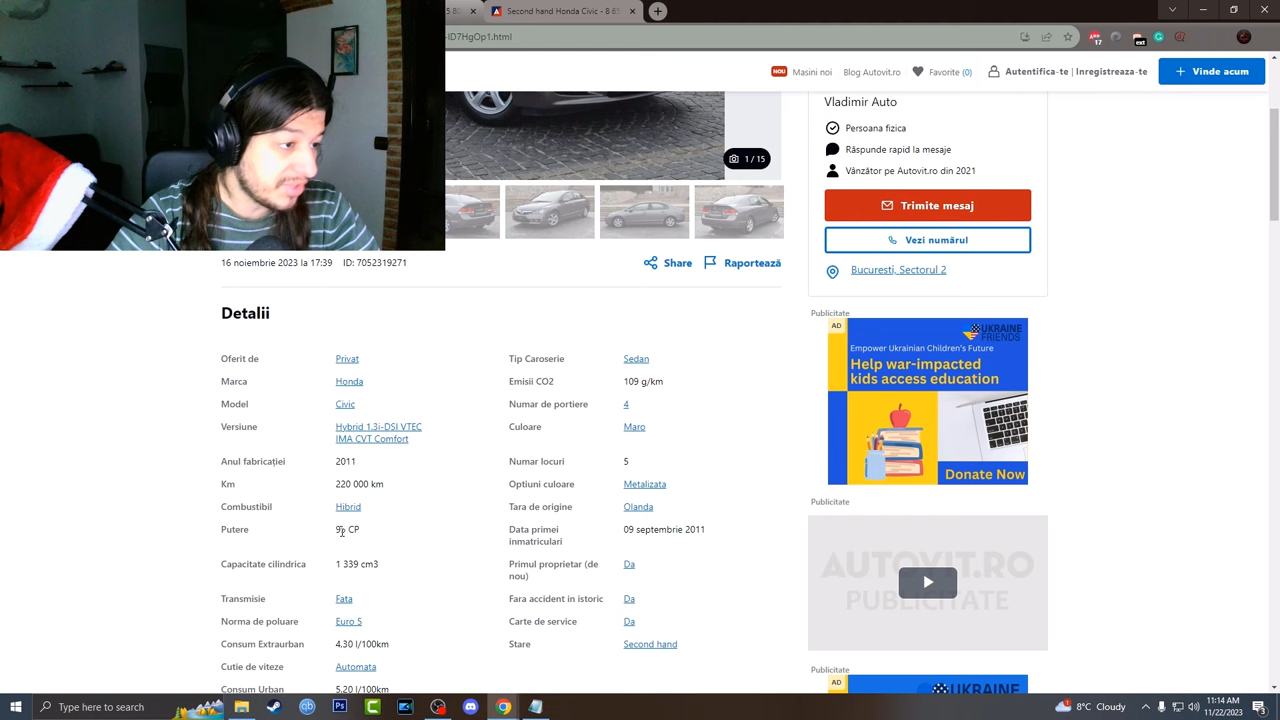 Second hand Honda Civic - 8 65
-ID7HgOp1.html
17
ext
NOU Masini noi Blog Autovit.ro Favorite (0) Autentifica-te | Inregistreaza-te + Vinde acum
Vladimir Auto
Persoana fizica
Răspunde rapid la mesaje
Vânzător pe Autovit.ro din 2021
1 / 15
Trimite mesaj
Vezi numărul
Bucuresti, Sectorul 2
16 noiembrie 2023 la 17:39 ID: 7052319271
Share Raportează
Detalii
Oferit de Privat
Marca Honda
Model Civic
Versiune Hybrid 1.3i-DSI VTEC
IMA CVT Comfort
Anul fabricației 2011
Km 220 000 km
Combustibil Hibrid
Putere CP
Capacitate cilindrica 1 339 cm3
Transmisie Fata
Norma de poluare Euro 5
Consum Extraurban 4,30 l/100km
Cutie de viteze Automata
Consum Urban 5,20 l/100km
Tip Caroserie Sedan
Emisii CO2 109 g/km
Numar de portiere 4
Culoare Maro
Numar locuri 5
Optiuni culoare Metalizata
Tara de origine Olanda
Data primei 09 septembrie 2011
inmatriculari
Primul proprietar (de Da
nou)
Fara accident in istoric Da
Carte de service Da
Stare Second hand
Publicitate
AD
UKRAINE
FRIENDS
Empower Ukrainian Children's Future
Help war-impacted
kids access education
Donate Now
Publicitate
AUTOVIT.RO
PUBLICITATE
Publicitate
AD
Type here to search
8°C Cloudy
11:14 AM
11/22/2023